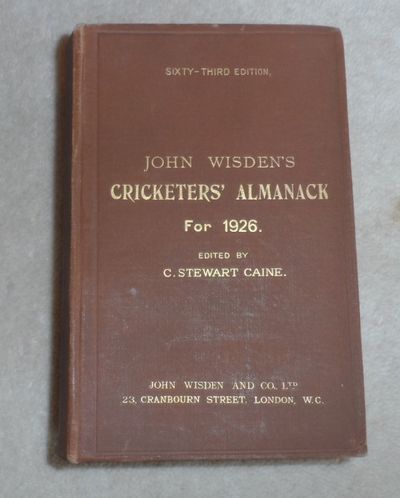 SIXTY-THIRD EDITION,
JOHN WISDEN'S
CRICKETERS' ALMANACK
For 1926.
EDITED BY
C. STEWART CAINE.
JOHN WISDEN AND CO. LTD
23, CRANBOURN STREET, LONDON, W.C.